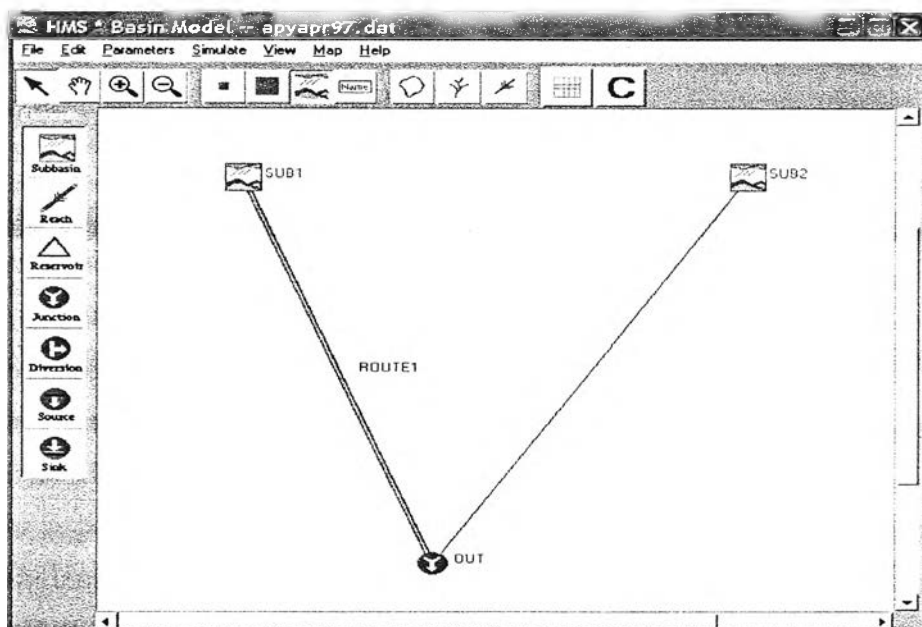 HMS * Basin Model -- apyapr97.dat
File Edit Parameters Simulate View Map Help
Name
C
Subbasin
Reach
Reservoir
Junction
Diversion
Source
Sink
SUB1
SUB2
ROUTE1
OUT